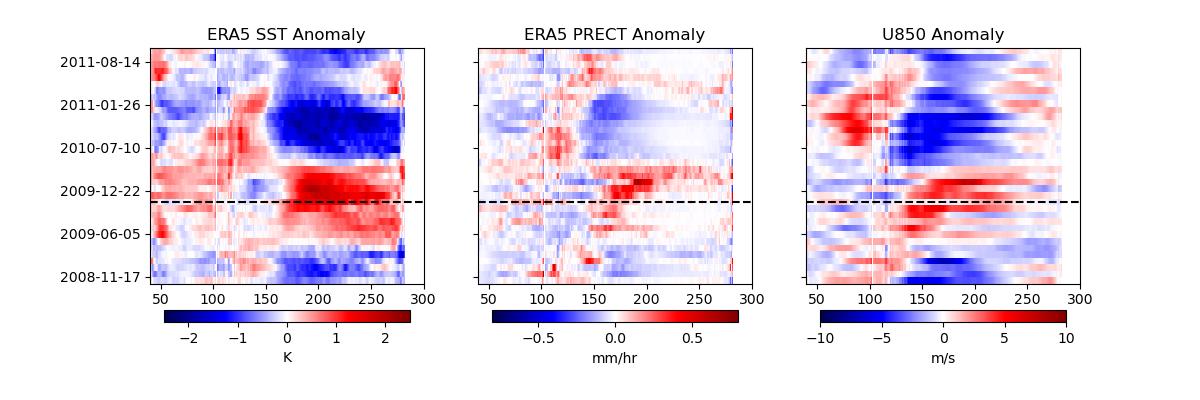 ERA5 SST Anomaly
ERA5 PRECT Anomaly
U850 Anomaly
2011-08-14
2011-01-26
2010-07-10
2009-12-22
2009-06-05
2008-11-17
50 100 150 200 250 300
50 100 150 200 250 300
50 100 150 200 250 300
−2 −1 0 1 2
−0.5 0.0 0.5
−10 −5 0 5 10
K
mm/hr
m/s